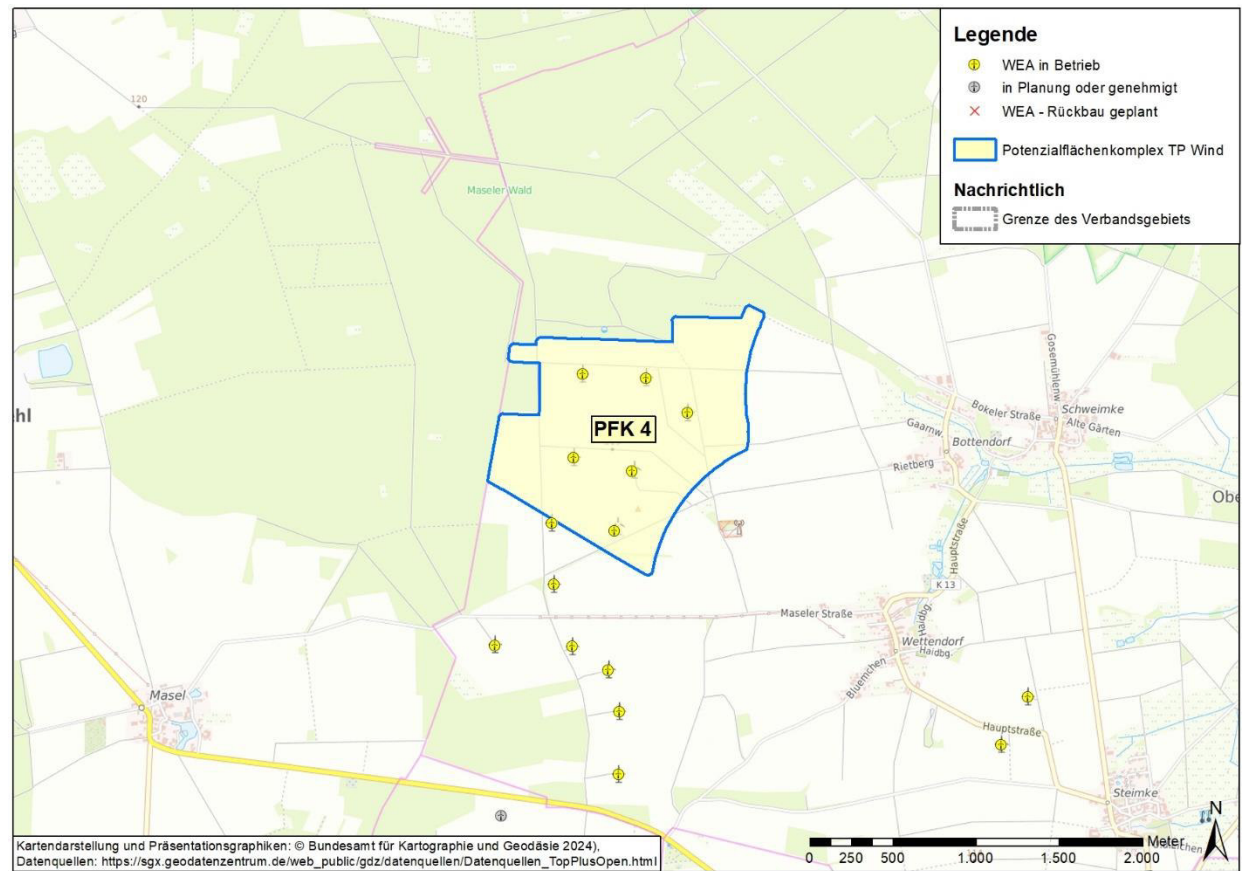 Legende
WEA in Betrieb
in Planung oder genehmigt
WEA - Rückbau geplant
Potenzialflächenkomplex TP Wind
Nachrichtlich
Grenze des Verbandsgebiets
120
Maseler Wald
hl
PFK 4
Gosemühlenw.
Bokeler Straße
Schweimke
Alte Gärten
Gaarnw.
Bottendorf
Rietberg
Obe
Hauptstraße
K 13
Maseler Straße
Haidbg.
Wettendorf
Haidbg.
Bluemchen
Masel
Hauptstraße
Steimke
N
Meter
0 250 500 1.000 1.500 2.000
Kartendarstellung und Präsentationsgraphiken: © Bundesamt für Kartographie und Geodäsie 2024),
Datenquellen: https://sgx.geodatenzentrum.de/web_public/gdz/datenquellen/Datenquellen_TopPlusOpen.html